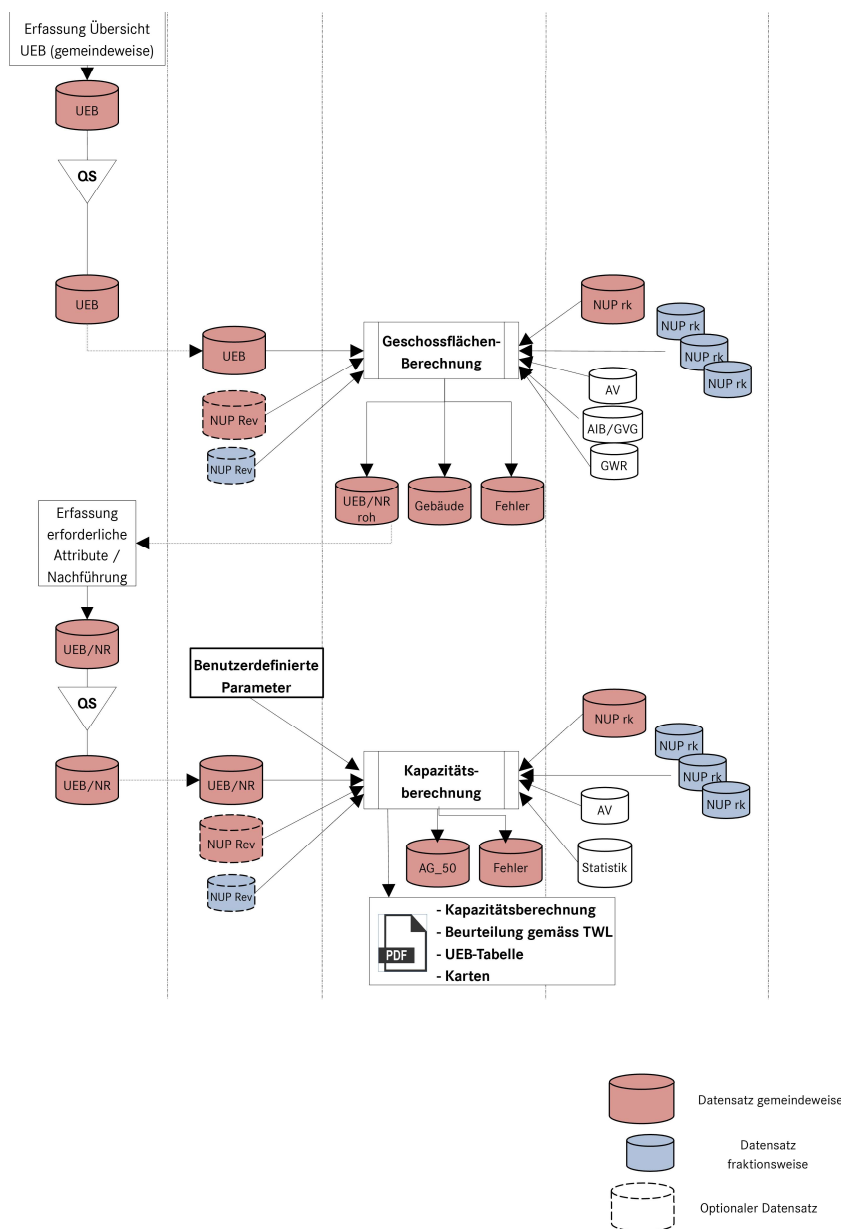 Erfassung Übersicht
UEB (gemeindeweise)
UEB
QS
UEB
UEB
NUP Rev
NUP Rev
Geschossflächen-
Berechnung
NUP rk
NUP rk
NUP rk
NUP rk
AV
AIB/GVG
GWR
UEB/NR
roh
Gebäude
Fehler
Erfassung
erforderliche
Attribute /
Nachführung
UEB/NR
QS
UEB/NR
Benutzerdefinierte
Parameter
UEB/NR
NUP Rev
NUP Rev
Kapazitäts-
berechnung
NUP rk
NUP rk
NUP rk
NUP rk
AV
Statistik
AG_50
Fehler
PDF
- Kapazitätsberechnung
- Beurteilung gemäss TWL
- UEB-Tabelle
- Karten
Datensatz gemeindeweise
Datensatz
fraktionsweise
Optionaler Datensatz